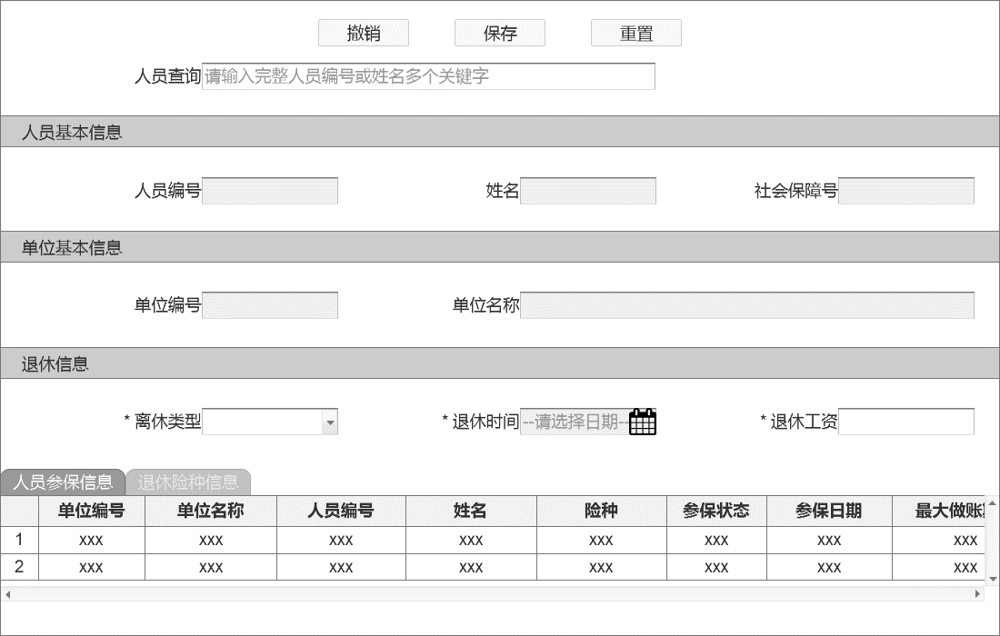 撤销 保存 重置
人员查询 请输入完整人员编号或姓名多个关键字
人员基本信息
人员编号 姓名 社会保障号
单位基本信息
单位编号 单位名称
退休信息
* 离休类型 * 退休时间 --请选择日期-- * 退休工资
人员参保信息 退休险种信息
单位编号 单位名称 人员编号 姓名 险种 参保状态 参保日期 最大做账
1 xxx xxx xxx xxx xxx xxx xxx xxx
2 xxx xxx xxx xxx xxx xxx xxx xxx